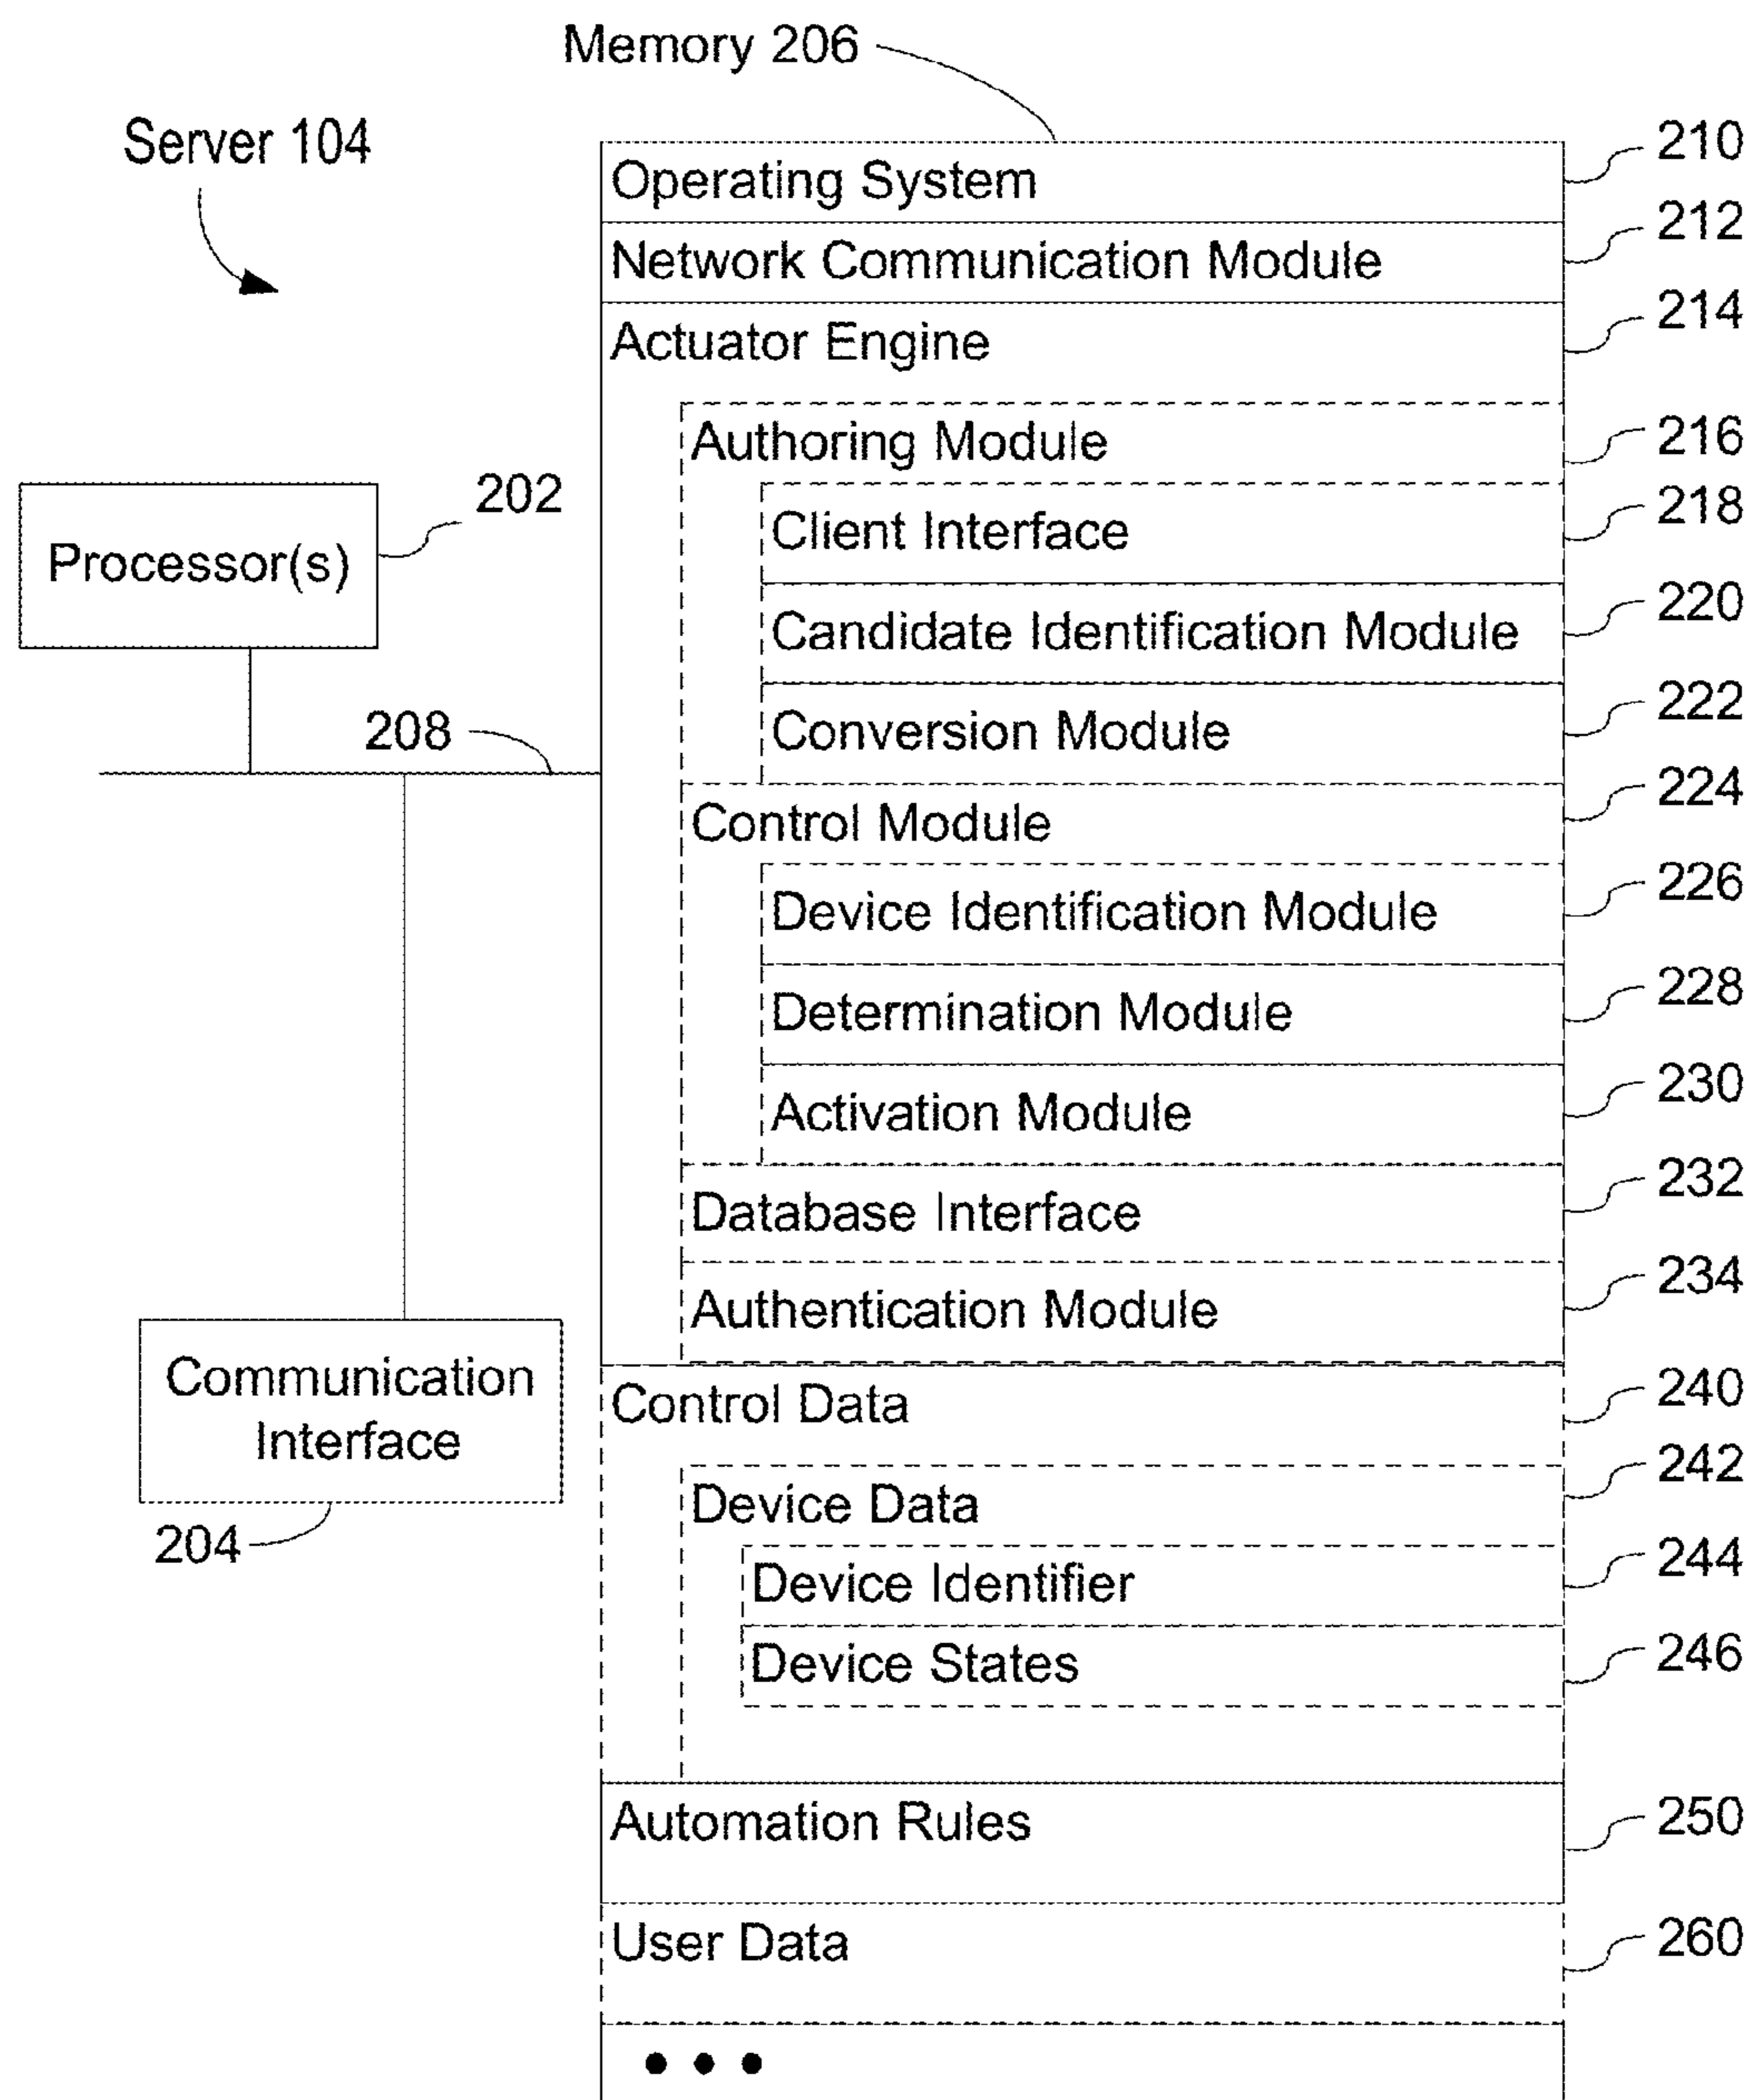 Memory 206
Server 104
Operating System 210
Network Communication Module 212
Actuator Engine 214
Authoring Module 216
Client Interface 218
Candidate Identification Module 220
Conversion Module 222
Control Module 224
Device Identification Module 226
Determination Module 228
Activation Module 230
Database Interface 232
Authentication Module 234
Control Data 240
Device Data 242
Device Identifier 244
Device States 246
Automation Rules 250
User Data 260
• • •
202
Processor(s)
208
Communication
Interface
204